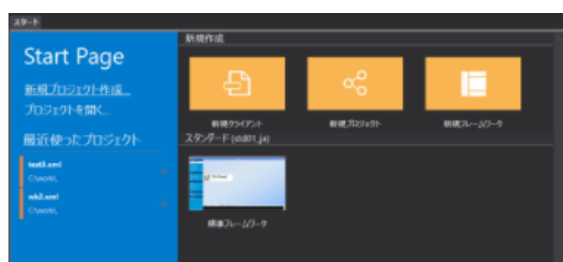 スタート
Start Page
新規プロジェクト作成...
プロジェクトを開く...
最近使ったプロジェクト
test3.xml
C:\work\
wk2.xml
C:\work\
新規作成
新規クライアント
新規プロジェクト
新規フレームワーク
スタンダード (std01_ja)
標準フレームワーク